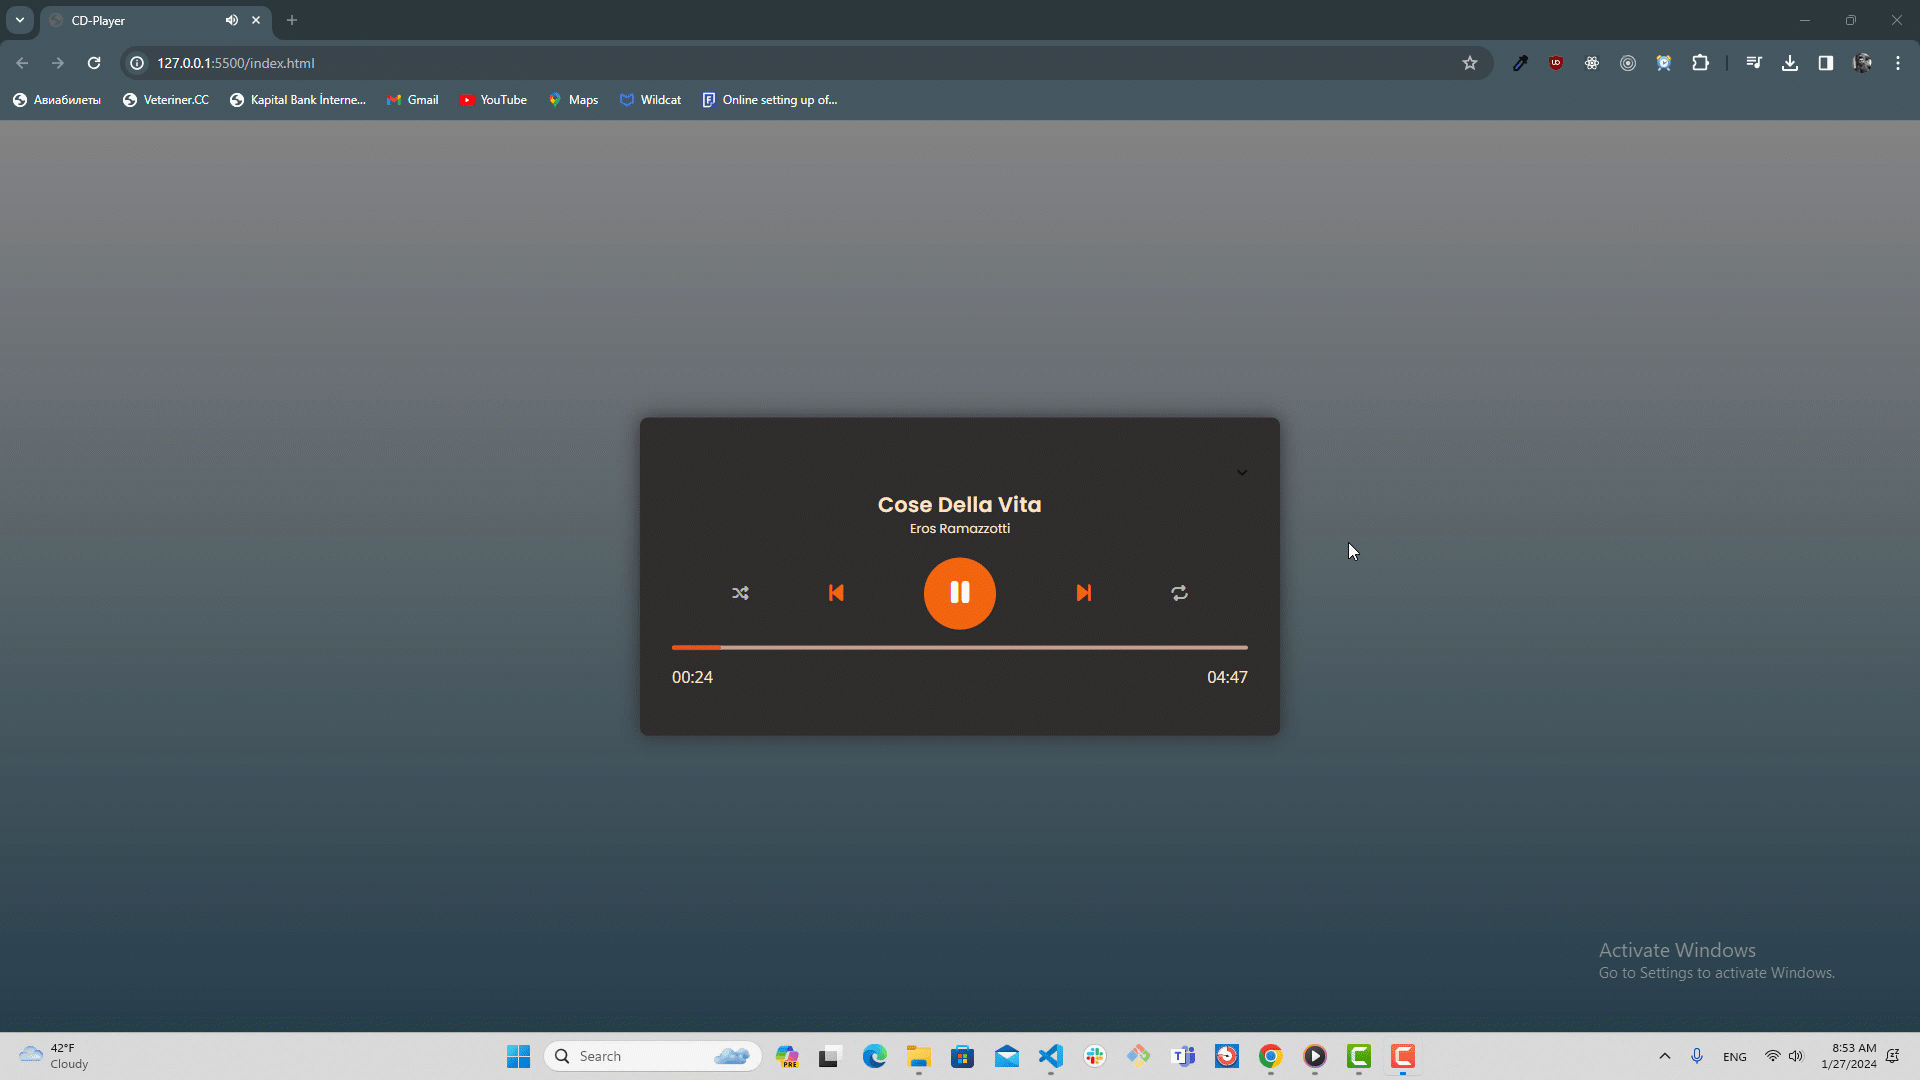 CD-Player
127.0.0.1:5500/index.html
Авиабилеты
Veteriner.CC
Kapital Bank İnterne...
Gmail
YouTube
Maps
Wildcat
Online setting up of...
Cose Della Vita
Eros Ramazzotti
00:24
04:47
Activate Windows
Go to Settings to activate Windows.
42°F
Cloudy
Search
PRE
ENG
8:53 AM
1/27/2024